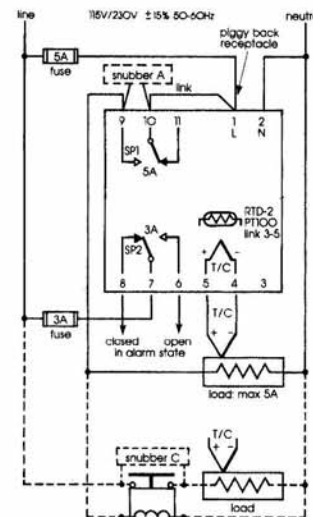 line
115V/230V ±15% 50-60Hz
neutr
piggy back
receptacle
5A
fuse
snubber A
link
9 10 11 1 2
L N
SP1
5A
RTD-2
PT100
link 3-5
3A
SP2
+ -
T/C
8 7 6 5 4 3
3A
fuse
closed open
in alarm state
T/C
+ -
load: max 5A
T/C
+ -
snubber C
load